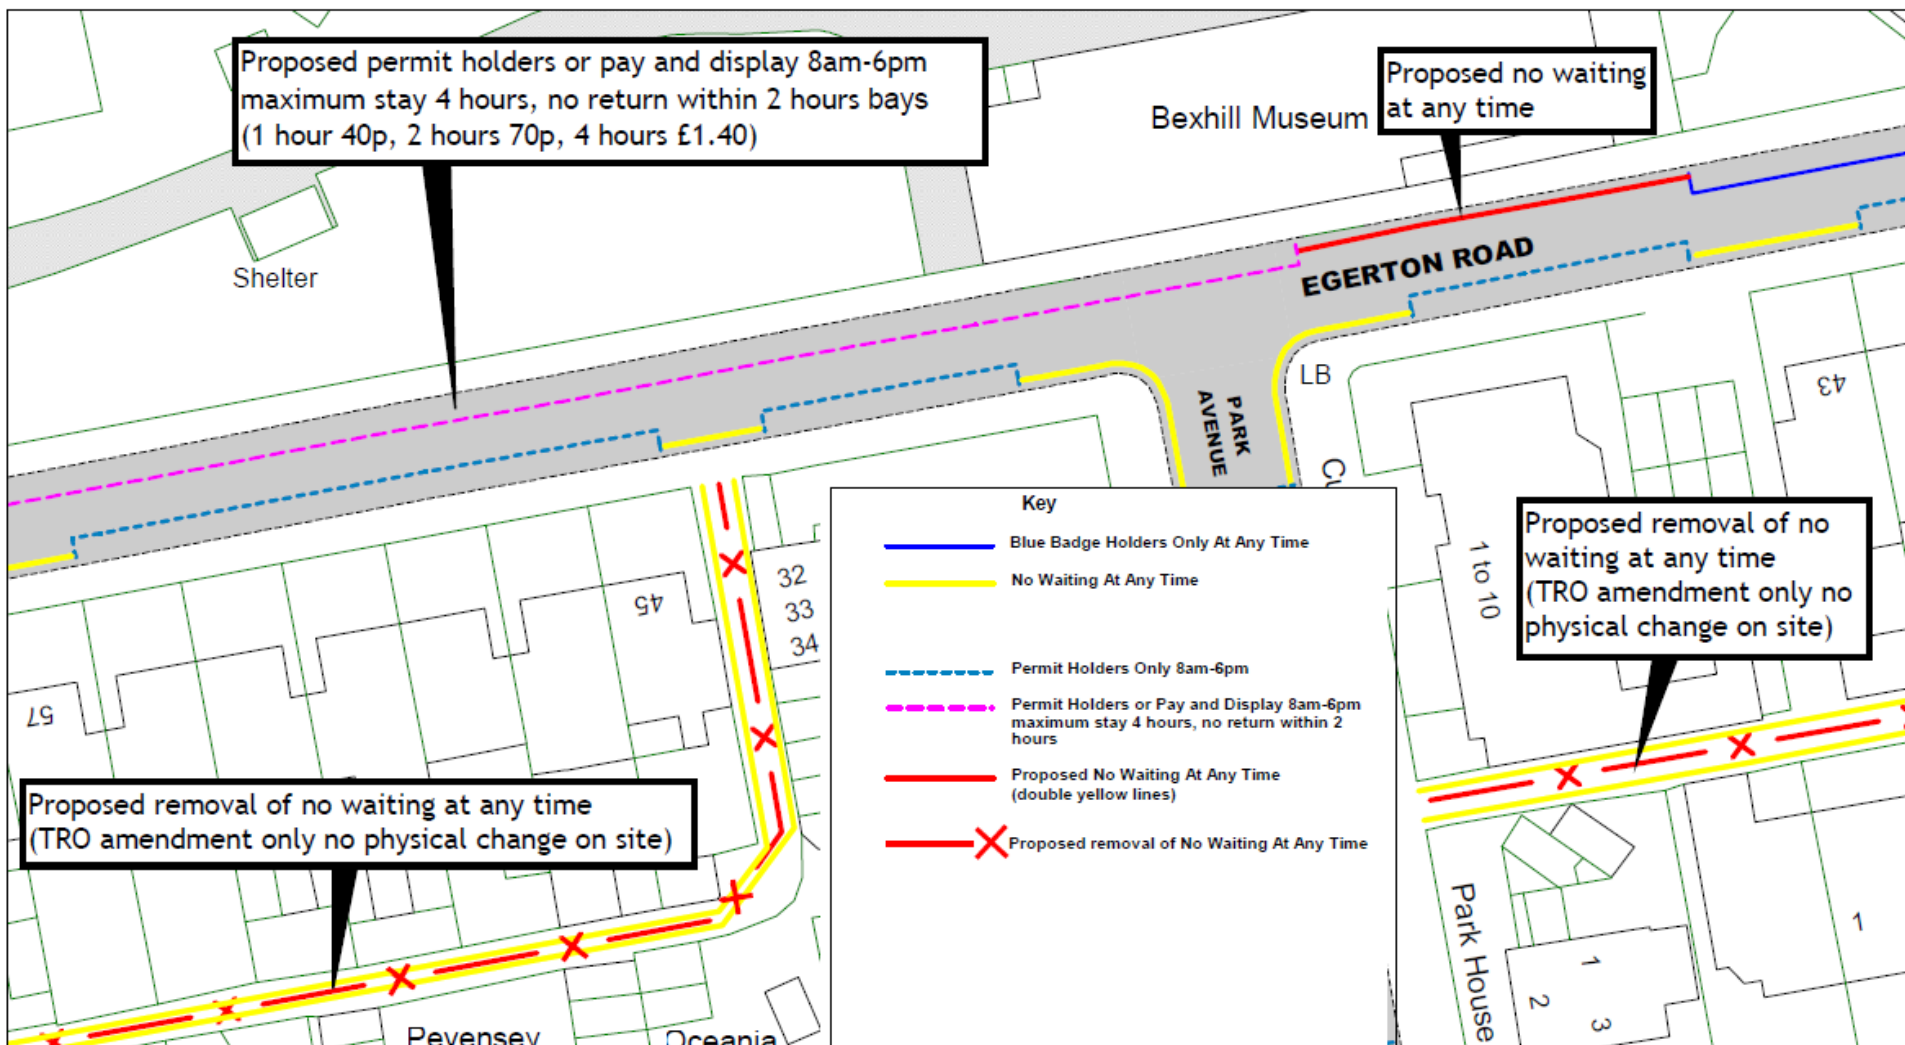 Proposed permit holders or pay and display 8am-6pm
maximum stay 4 hours, no return within 2 hours bays
(1 hour 40p, 2 hours 70p, 4 hours £1.40)
Proposed no waiting
at any time
Bexhill Museum
Shelter
EGERTON ROAD
PARK
AVENUE
LB
43
45
32
33
34
57
1 to 10
Key
Blue Badge Holders Only At Any Time
No Waiting At Any Time
Permit Holders Only 8am-6pm
Permit Holders or Pay and Display 8am-6pm
maximum stay 4 hours, no return within 2
hours
Proposed No Waiting At Any Time
(double yellow lines)
Proposed removal of No Waiting At Any Time
Proposed removal of no
waiting at any time
(TRO amendment only no
physical change on site)
Proposed removal of no waiting at any time
(TRO amendment only no physical change on site)
Park House
1
2
3
1
Pevensey
Oceania